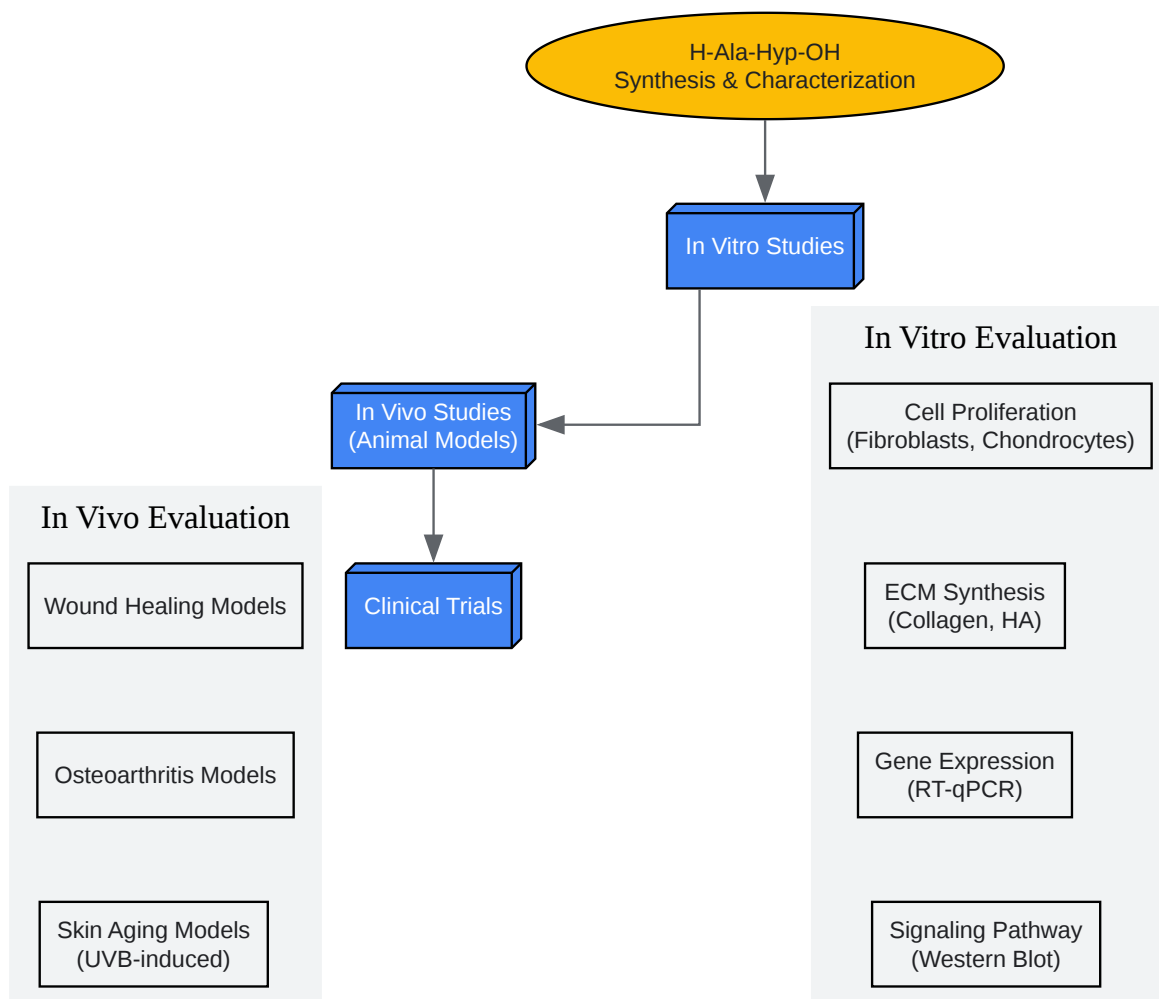 H-Ala-Hyp-OH
Synthesis & Characterization
In Vitro Studies
In Vitro Evaluation
In Vivo Studies
(Animal Models)
Cell Proliferation
(Fibroblasts, Chondrocytes)
In Vivo Evaluation
Wound Healing Models
Clinical Trials
ECM Synthesis
(Collagen, HA)
Osteoarthritis Models
Gene Expression
(RT-qPCR)
Skin Aging Models
(UVB-induced)
Signaling Pathway
(Western Blot)